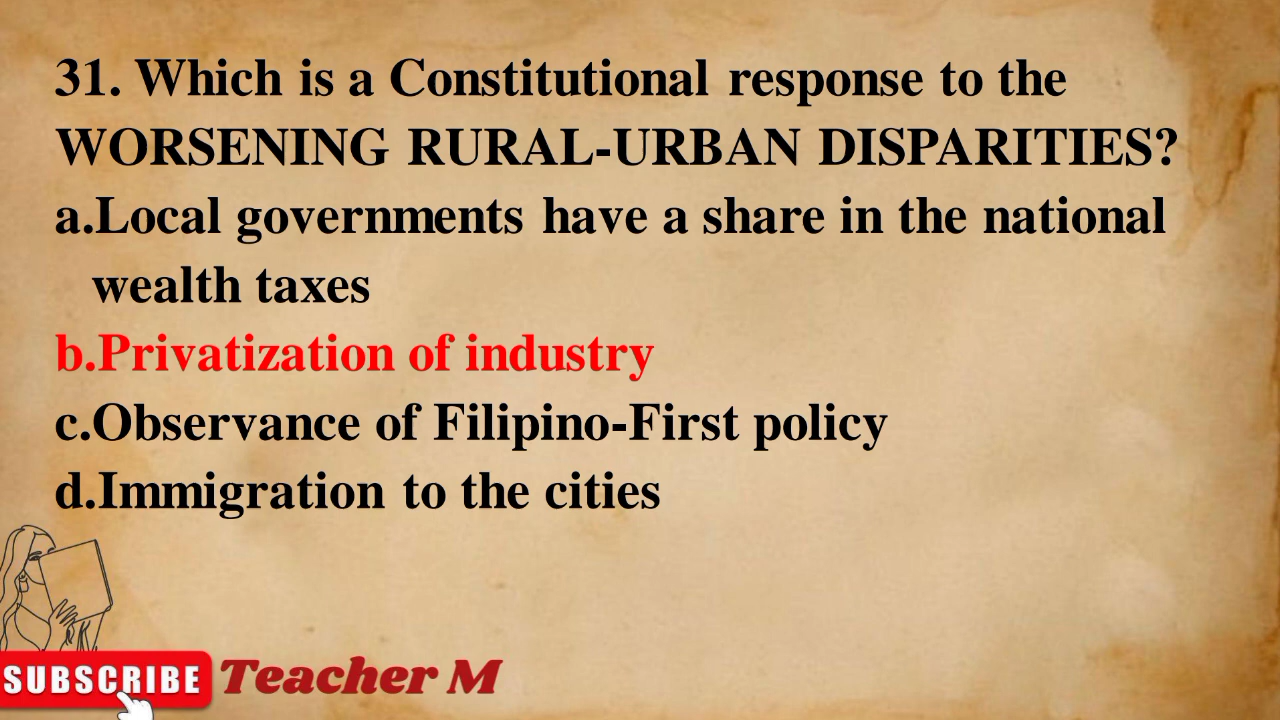 31. Which is a Constitutional response to the
WORSENING RURAL-URBAN DISPARITIES?
a.Local governments have a share in the national
wealth taxes
b.Privatization of industry
c.Observance of Filipino-First policy
d.Immigration to the cities
SUBSCRIBE Teacher M